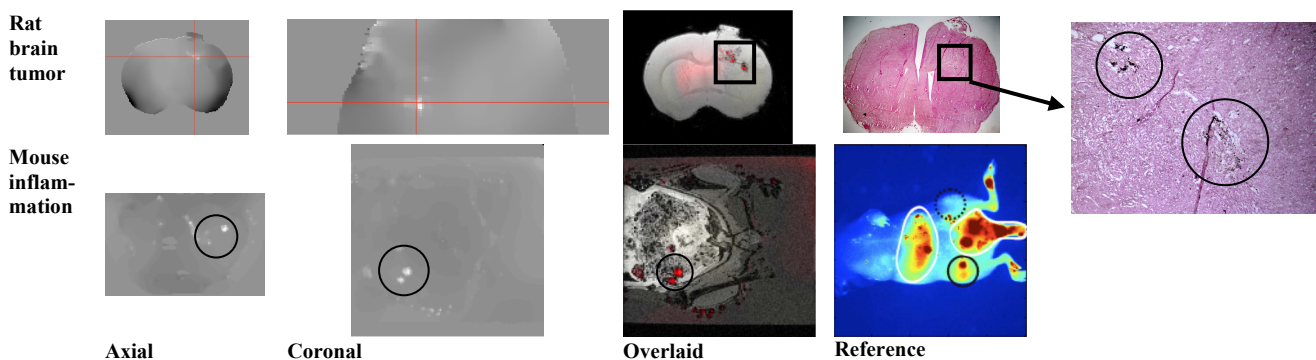 Rat
brain
tumor
Mouse
inflam-
mation
Axial
Coronal
Overlaid
Reference